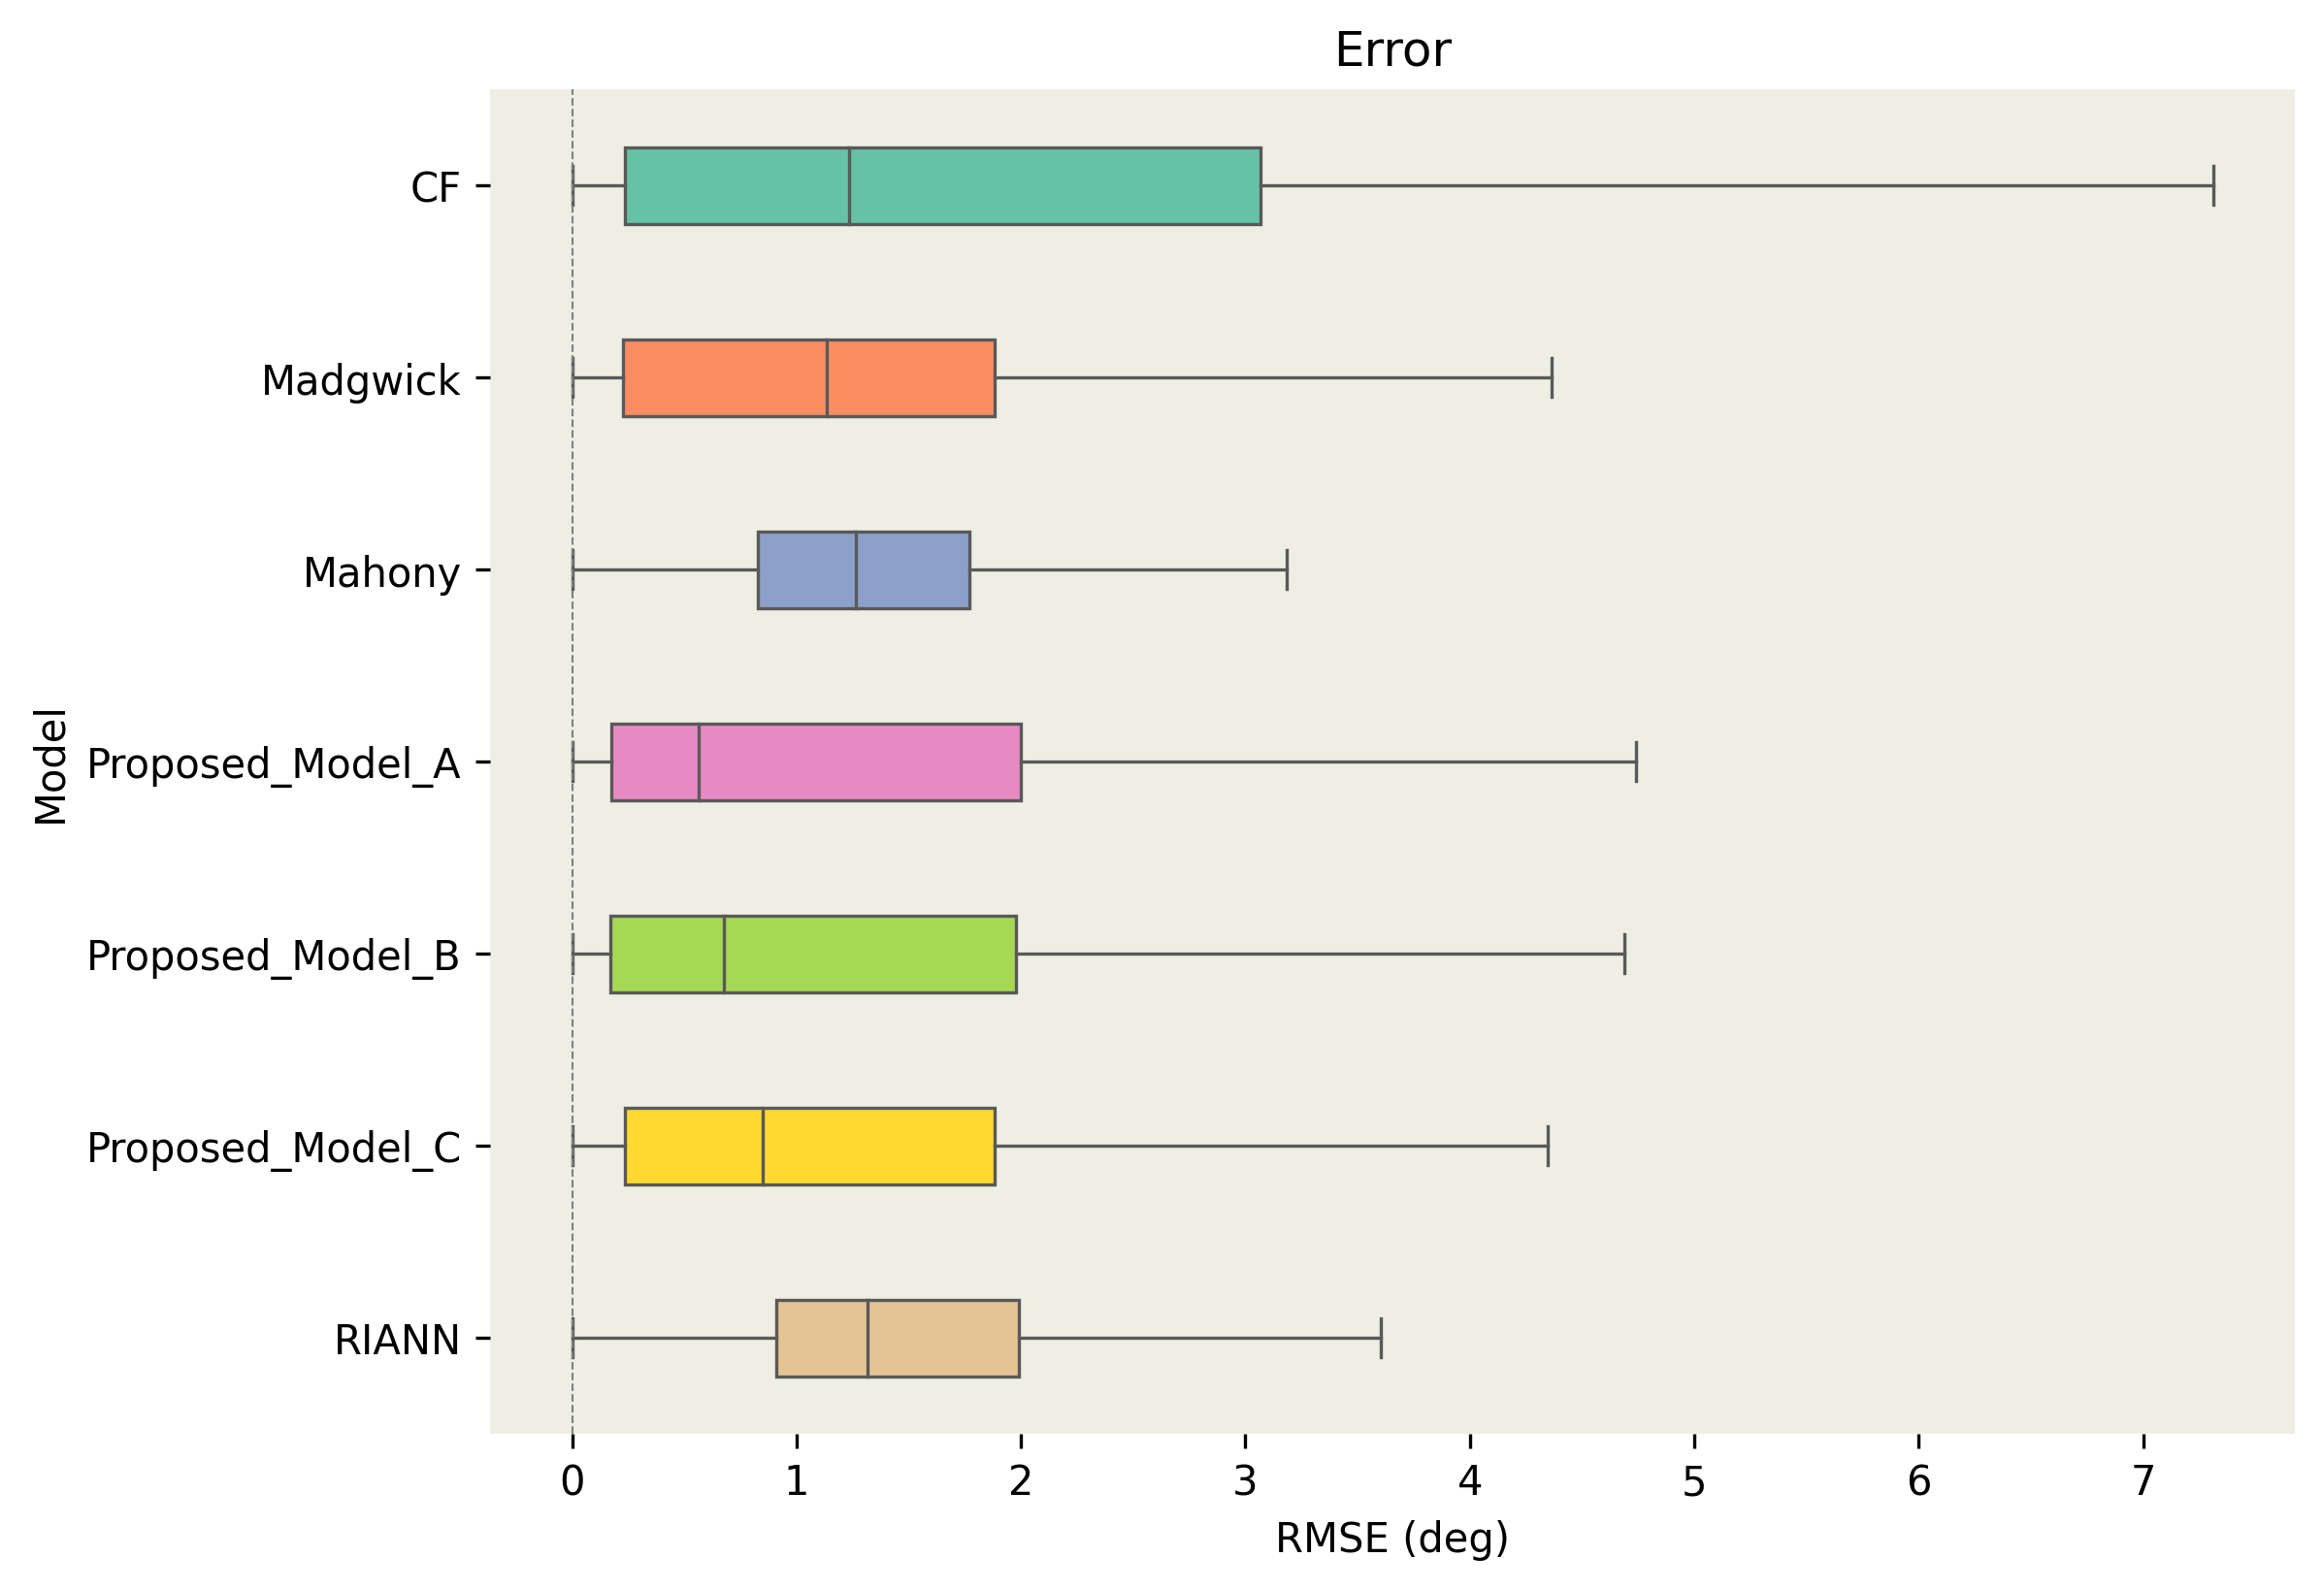 Error
Model
CF
Madgwick
Mahony
Proposed_Model_A
Proposed_Model_B
Proposed_Model_C
RIANN
0 1 2 3 4 5 6 7
RMSE (deg)